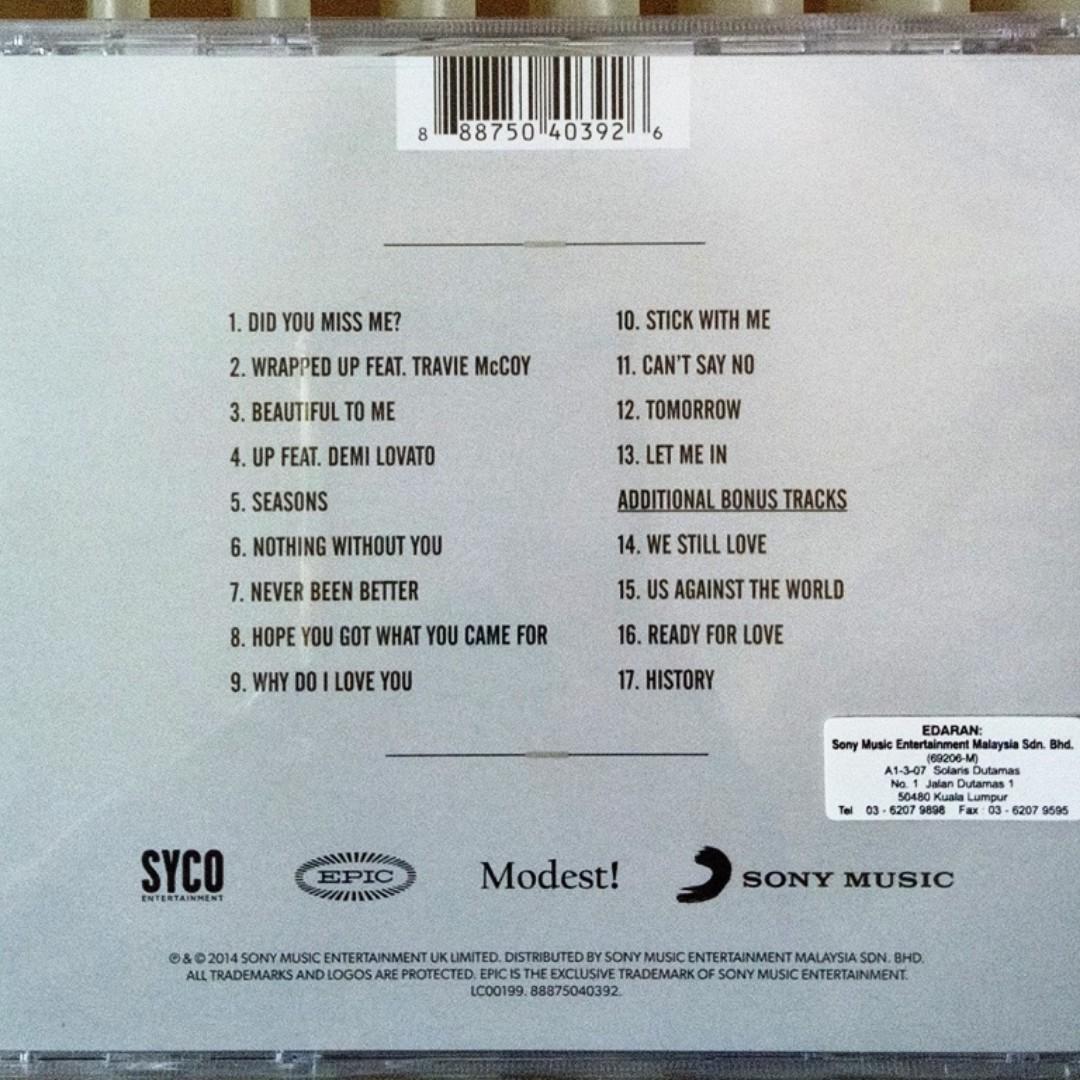 8 88750 40392 6
1. DID YOU MISS ME?
2. WRAPPED UP FEAT. TRAVIE McCOY
3. BEAUTIFUL TO ME
4. UP FEAT. DEMI LOVATO
5. SEASONS
6. NOTHING WITHOUT YOU
7. NEVER BEEN BETTER
8. HOPE YOU GOT WHAT YOU CAME FOR
9. WHY DO I LOVE YOU
10. STICK WITH ME
11. CAN'T SAY NO
12. TOMORROW
13. LET ME IN
ADDITIONAL BONUS TRACKS
14. WE STILL LOVE
15. US AGAINST THE WORLD
16. READY FOR LOVE
17. HISTORY
EDARAN:
Sony Music Entertainment Malaysia Sdn. Bhd.
(69206-M)
A1-3-07 Solaris Dutamas
No. 1 Jalan Dutamas 1
50480 Kuala Lumpur
Tel 03 - 6207 9898 Fax : 03 - 6207 9595
SYCO
ENTERTAINMENT
EPIC
Modest!
SONY MUSIC
℗ & © 2014 SONY MUSIC ENTERTAINMENT UK LIMITED. DISTRIBUTED BY SONY MUSIC ENTERTAINMENT MALAYSIA SDN. BHD.
ALL TRADEMARKS AND LOGOS ARE PROTECTED. EPIC IS THE EXCLUSIVE TRADEMARK OF SONY MUSIC ENTERTAINMENT.
LC00199. 88875040392.